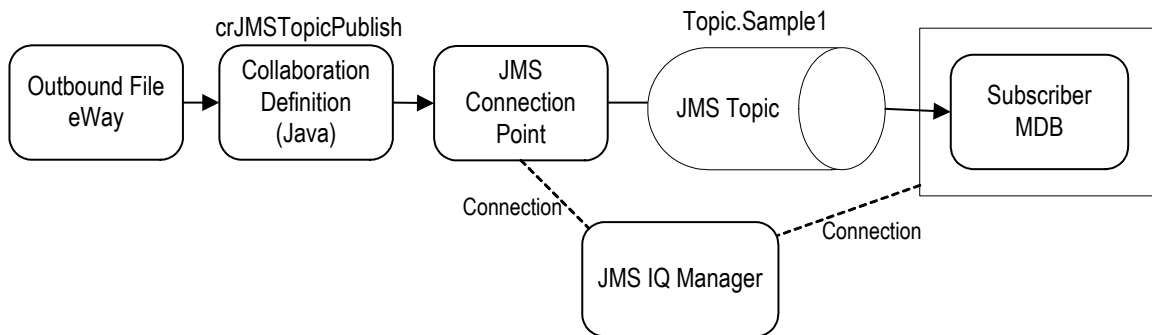 crJMSTopicPublish
Topic.Sample1
Outbound File
eWay
Collaboration
Definition
(Java)
JMS
Connection
Point
JMS Topic
Subscriber
MDB
Connection
Connection
JMS IQ Manager